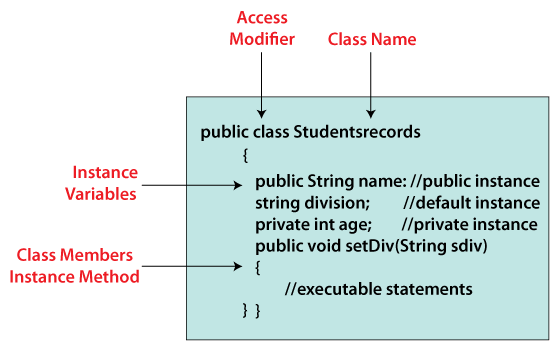 Access
Modifier
Class Name
public class Studentsrecords
{
Instance
Variables
public String name: //public instance
string division; //default instance
private int age; //private instance
public void setDiv(String sdiv)
Class Members
Instance Method
{
//executable statements
} }